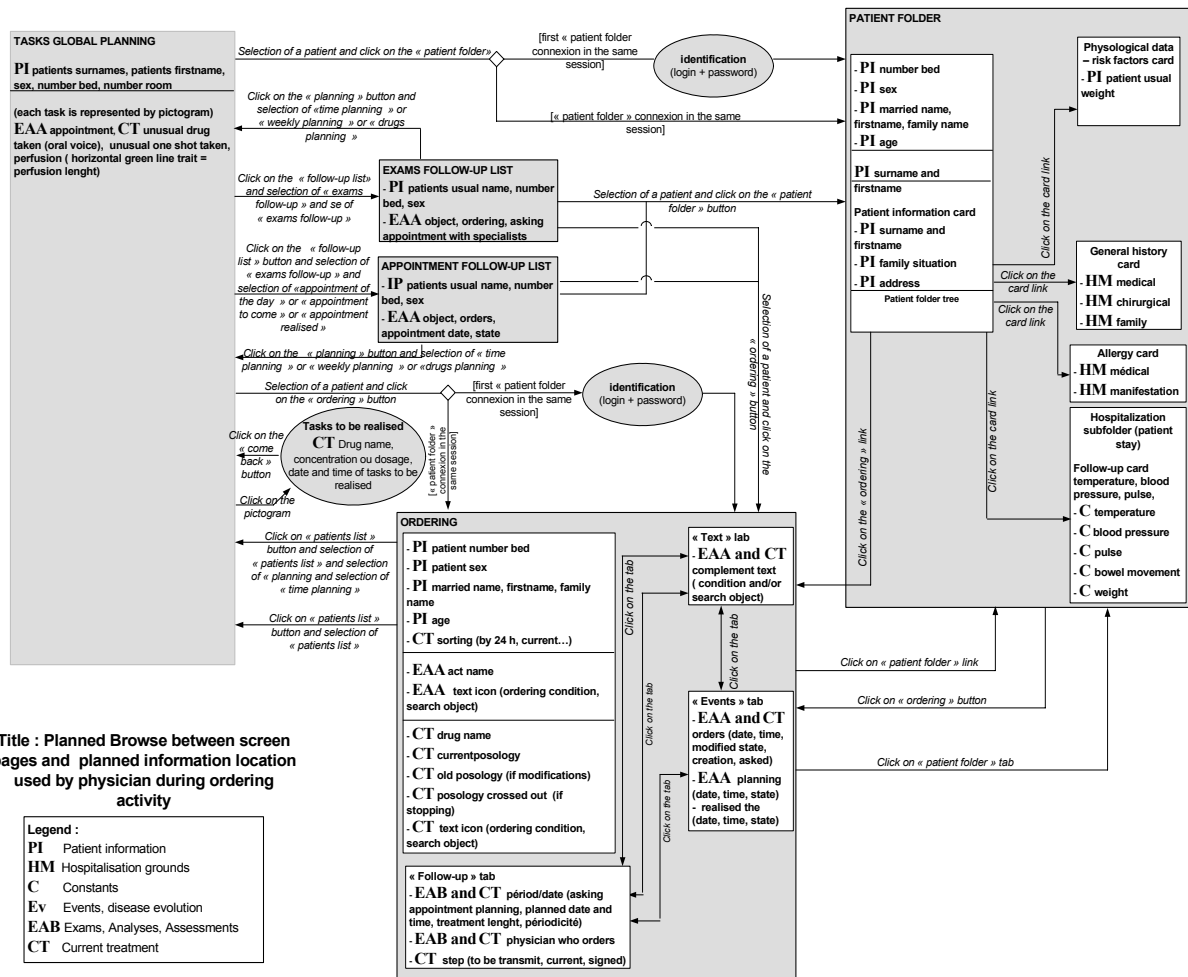 TASKS GLOBAL PLANNING
PI patients surnames, patients firstname,
sex, number bed, number room
(each task is represented by pictogram)
EAA appointment, CT unusual drug
taken (oral voice), unusual one shot taken,
perfusion ( horizontal green line trait =
perfusion lenght)
Selection of a patient and click on the « patient folder»
[first « patient folder
connexion in the same
session]
identification
(login + password)
[« patient folder » connexion in the same
session]
Click on the « planning » button and
selection of «time planning » or
« weekly planning » or « drugs
planning »
Click on the « follow-up list»
and selection of « exams
follow-up » and se of
« exams follow-up »
EXAMS FOLLOW-UP LIST
- PI patients usual name, number
bed, sex
- EAA object, ordering, asking
appointment with specialists
Selection of a patient and click on the « patient
folder » button
Click on the « follow-up
list » button and selection of
« exams follow-up » and
selection of «appointment of
the day » or « appointment
to come » or « appointment
realised »
APPOINTMENT FOLLOW-UP LIST
- IP patients usual name, number
bed, sex
- EAA object, orders,
appointment date, state
Selection of a patient and click on the
« ordering » button
Click on the « planning » button and selection of « time
planning » or « weekly planning » or «drugs planning »
Selection of a patient and click
on the « ordering » button
[first « patient folder
connexion in the same
session]
identification
(login + password)
[« patient folder »
connexion in the
same session]
Tasks to be realised
CT Drug name,
concentration ou dosage,
date and time of tasks to be
realised
Click on the
« come
back »
button
Click on the
pictogram
Click on « patients list »
button and selection of
« patients list » and selection
of « planning and selection of
« time planning »
Click on « patients list »
button and selection of
« patients list »
PATIENT FOLDER
- PI number bed
- PI sex
- PI married name,
firstname, family name
- PI age
PI surname and
firstname
Patient information card
- PI surname and
firstname
- PI family situation
- PI address
Patient folder tree
Click on the card link
Physological data
– risk factors card
- PI patient usual
weight
Click on the
card link
General history
card
- HM medical
- HM chirurgical
- HM family
Click on the
card link
Allergy card
- HM médical
- HM manifestation
Click on the card link
Hospitalization
subfolder (patient
stay)
Follow-up card
temperature, blood
pressure, pulse,
- C temperature
- C blood pressure
- C pulse
- C bowel movement
- C weight
Click on the « ordering » link
ORDERING
- PI patient number bed
- PI patient sex
- PI married name, firstname, family
name
- PI age
- CT sorting (by 24 h, current…)
- EAA act name
- EAA text icon (ordering condition,
search object)
- CT drug name
- CT currentposology
- CT old posology (if modifications)
- CT posology crossed out (if
stopping)
- CT text icon (ordering condition,
search object)
« Text » lab
- EAA and CT
complement text
( condition and/or
search object)
Click on the tab
Click on the tab
Click on the tab
Click on the tab
« Events » tab
- EAA and CT
orders (date, time,
modified state,
creation, asked)
- EAA planning
(date, time, state)
- realised the
(date, time, state)
« Follow-up » tab
- EAB and CT périod/date (asking
appointment planning, planned date and
time, treatment lenght, périodicité)
- EAB and CT physician who orders
- CT step (to be transmit, current, signed)
Click on « patient folder » link
Click on « ordering » button
Click on « patient folder » tab
Title : Planned Browse between screen
pages and planned information location
used by physician during ordering
activity
Legend :
PI Patient information
HM Hospitalisation grounds
C Constants
Ev Events, disease evolution
EAB Exams, Analyses, Assessments
CT Current treatment